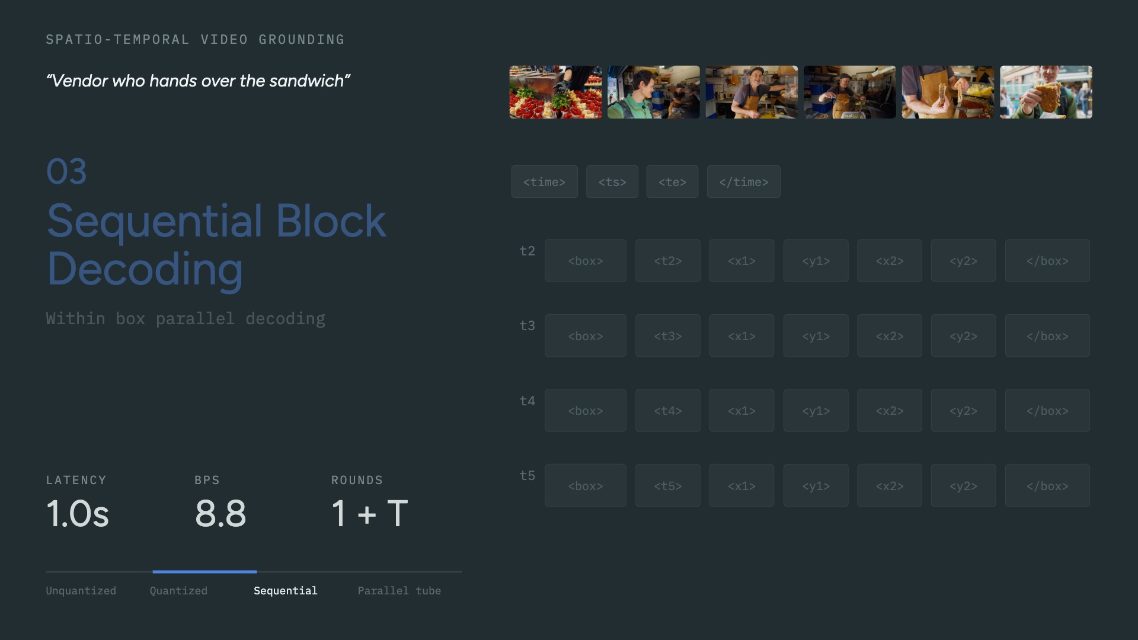 SPATIO-TEMPORAL VIDEO GROUNDING
“Vendor who hands over the sandwich”
03
Sequential Block
Decoding
Within box parallel decoding
<time> <ts> <te> </time>
t2 <box> <t2> <x1> <y1> <x2> <y2> </box>
t3 <box> <t3> <x1> <y1> <x2> <y2> </box>
t4 <box> <t4> <x1> <y1> <x2> <y2> </box>
t5 <box> <t5> <x1> <y1> <x2> <y2> </box>
LATENCY BPS ROUNDS
1.0s 8.8 1 + T
Unquantized Quantized Sequential Parallel tube